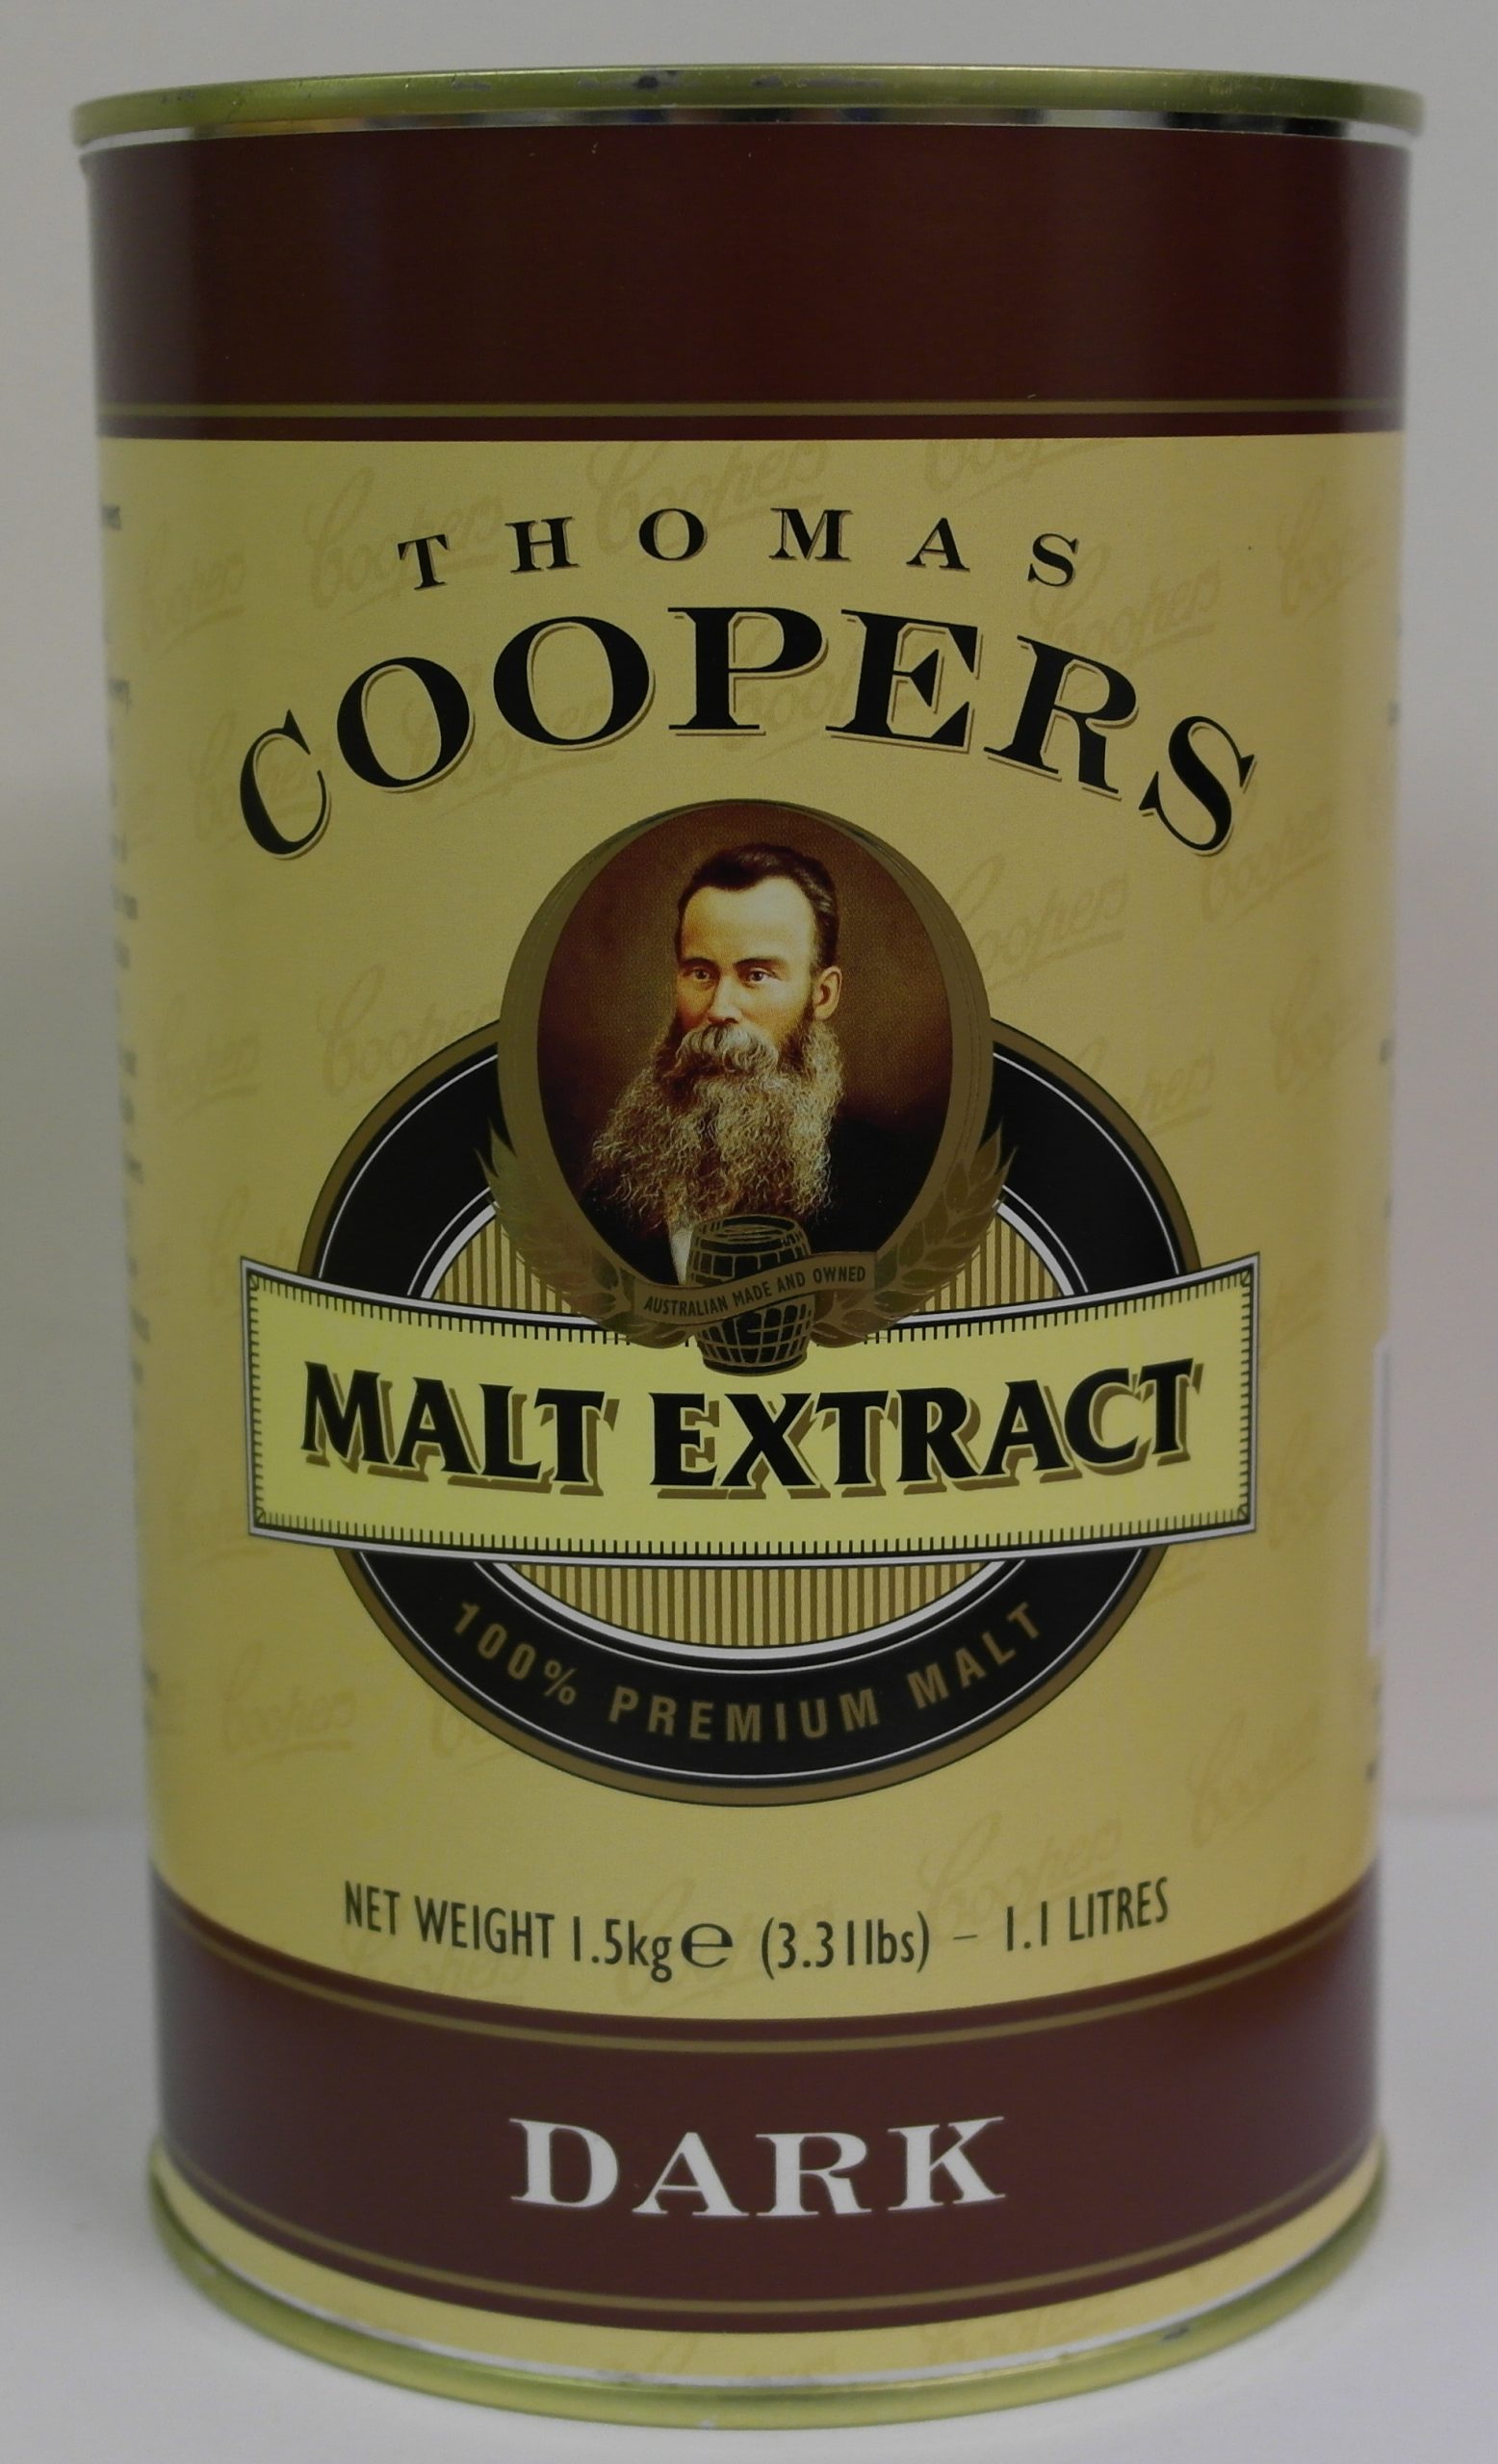 THOMAS
COOPERS
AUSTRALIAN MADE AND OWNED
MALT EXTRACT
100% PREMIUM MALT
NET WEIGHT 1.5kg e (3.31lbs) – 1.1 LITRES
DARK